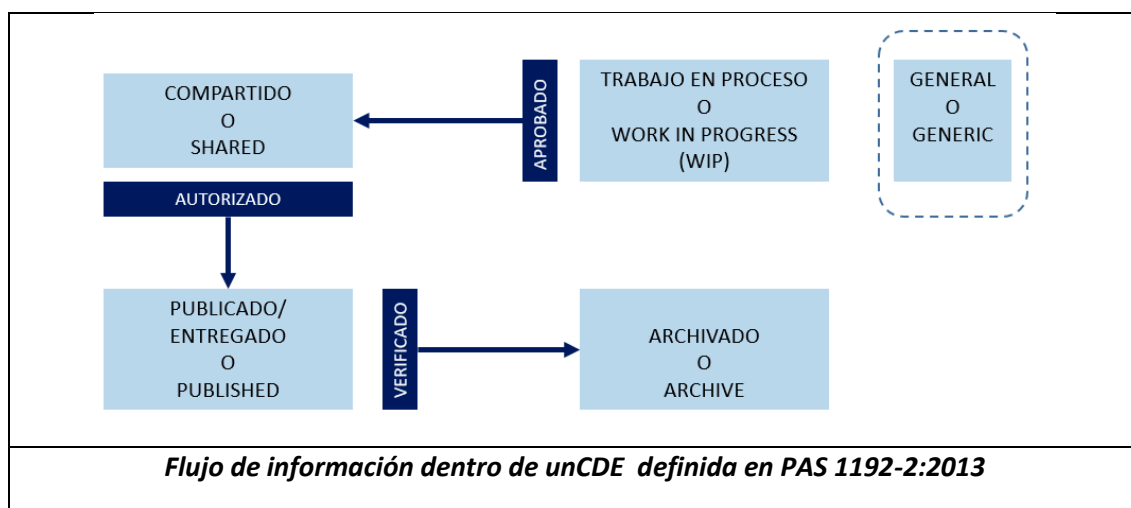 COMPARTIDO
O
SHARED
APROBADO
TRABAJO EN PROCESO
O
WORK IN PROGRESS
(WIP)
GENERAL
O
GENERIC
AUTORIZADO
PUBLICADO/
ENTREGADO
O
PUBLISHED
VERIFICADO
ARCHIVADO
O
ARCHIVE
Flujo de información dentro de unCDE definida en PAS 1192-2:2013